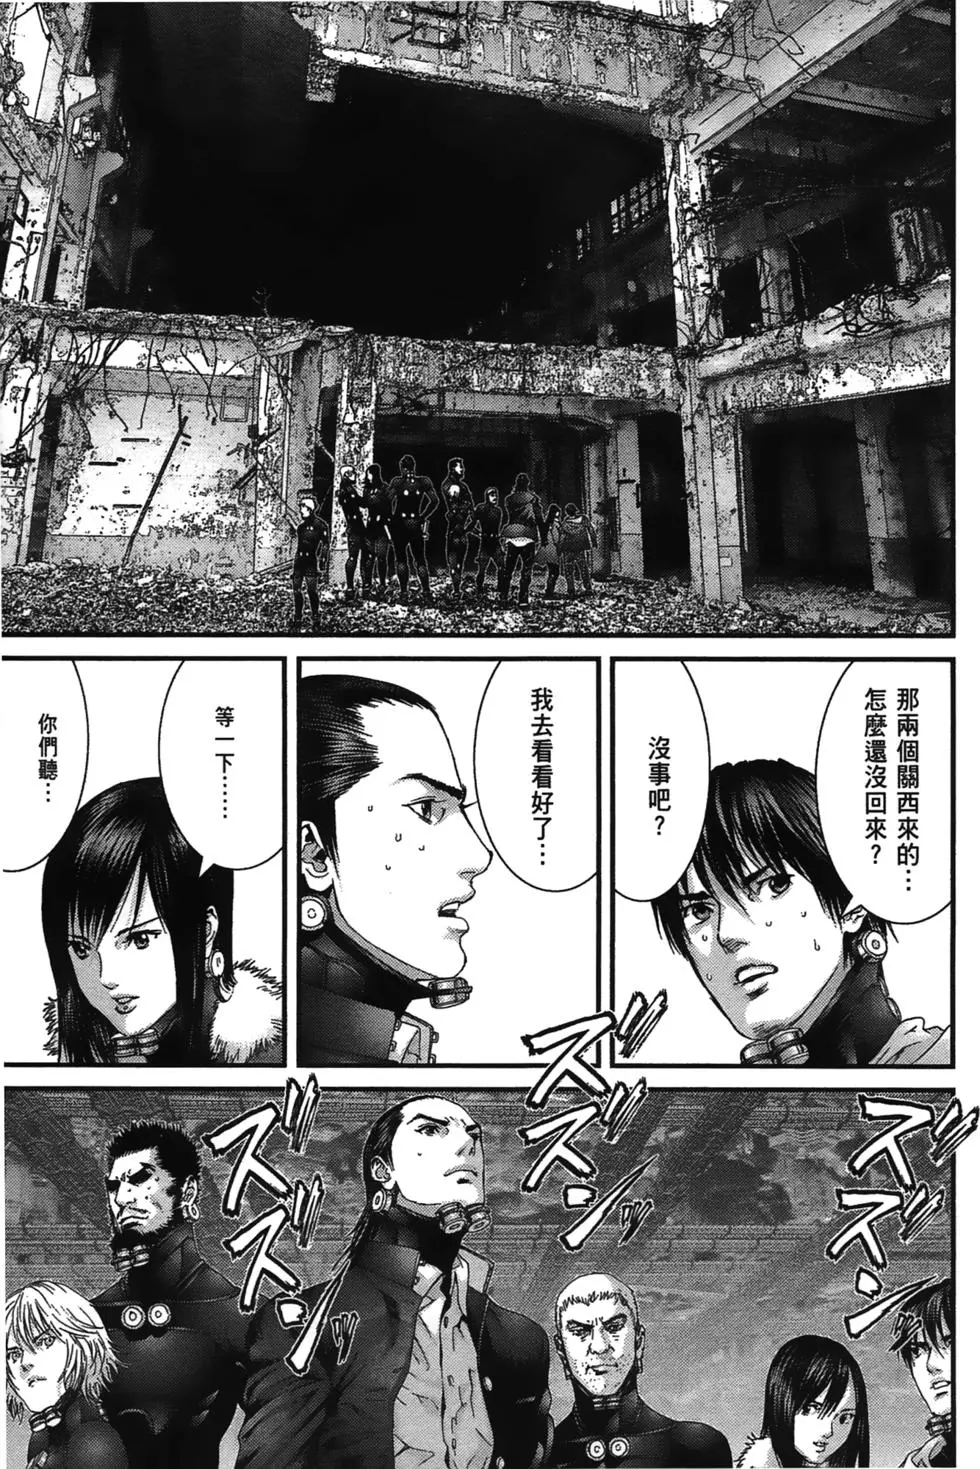 那兩個關西來的…
怎麼還沒回來？
沒事吧？
我去看看好了…
等一下……
你們聽…
ズズン
ズズン
ズズン
ズズン